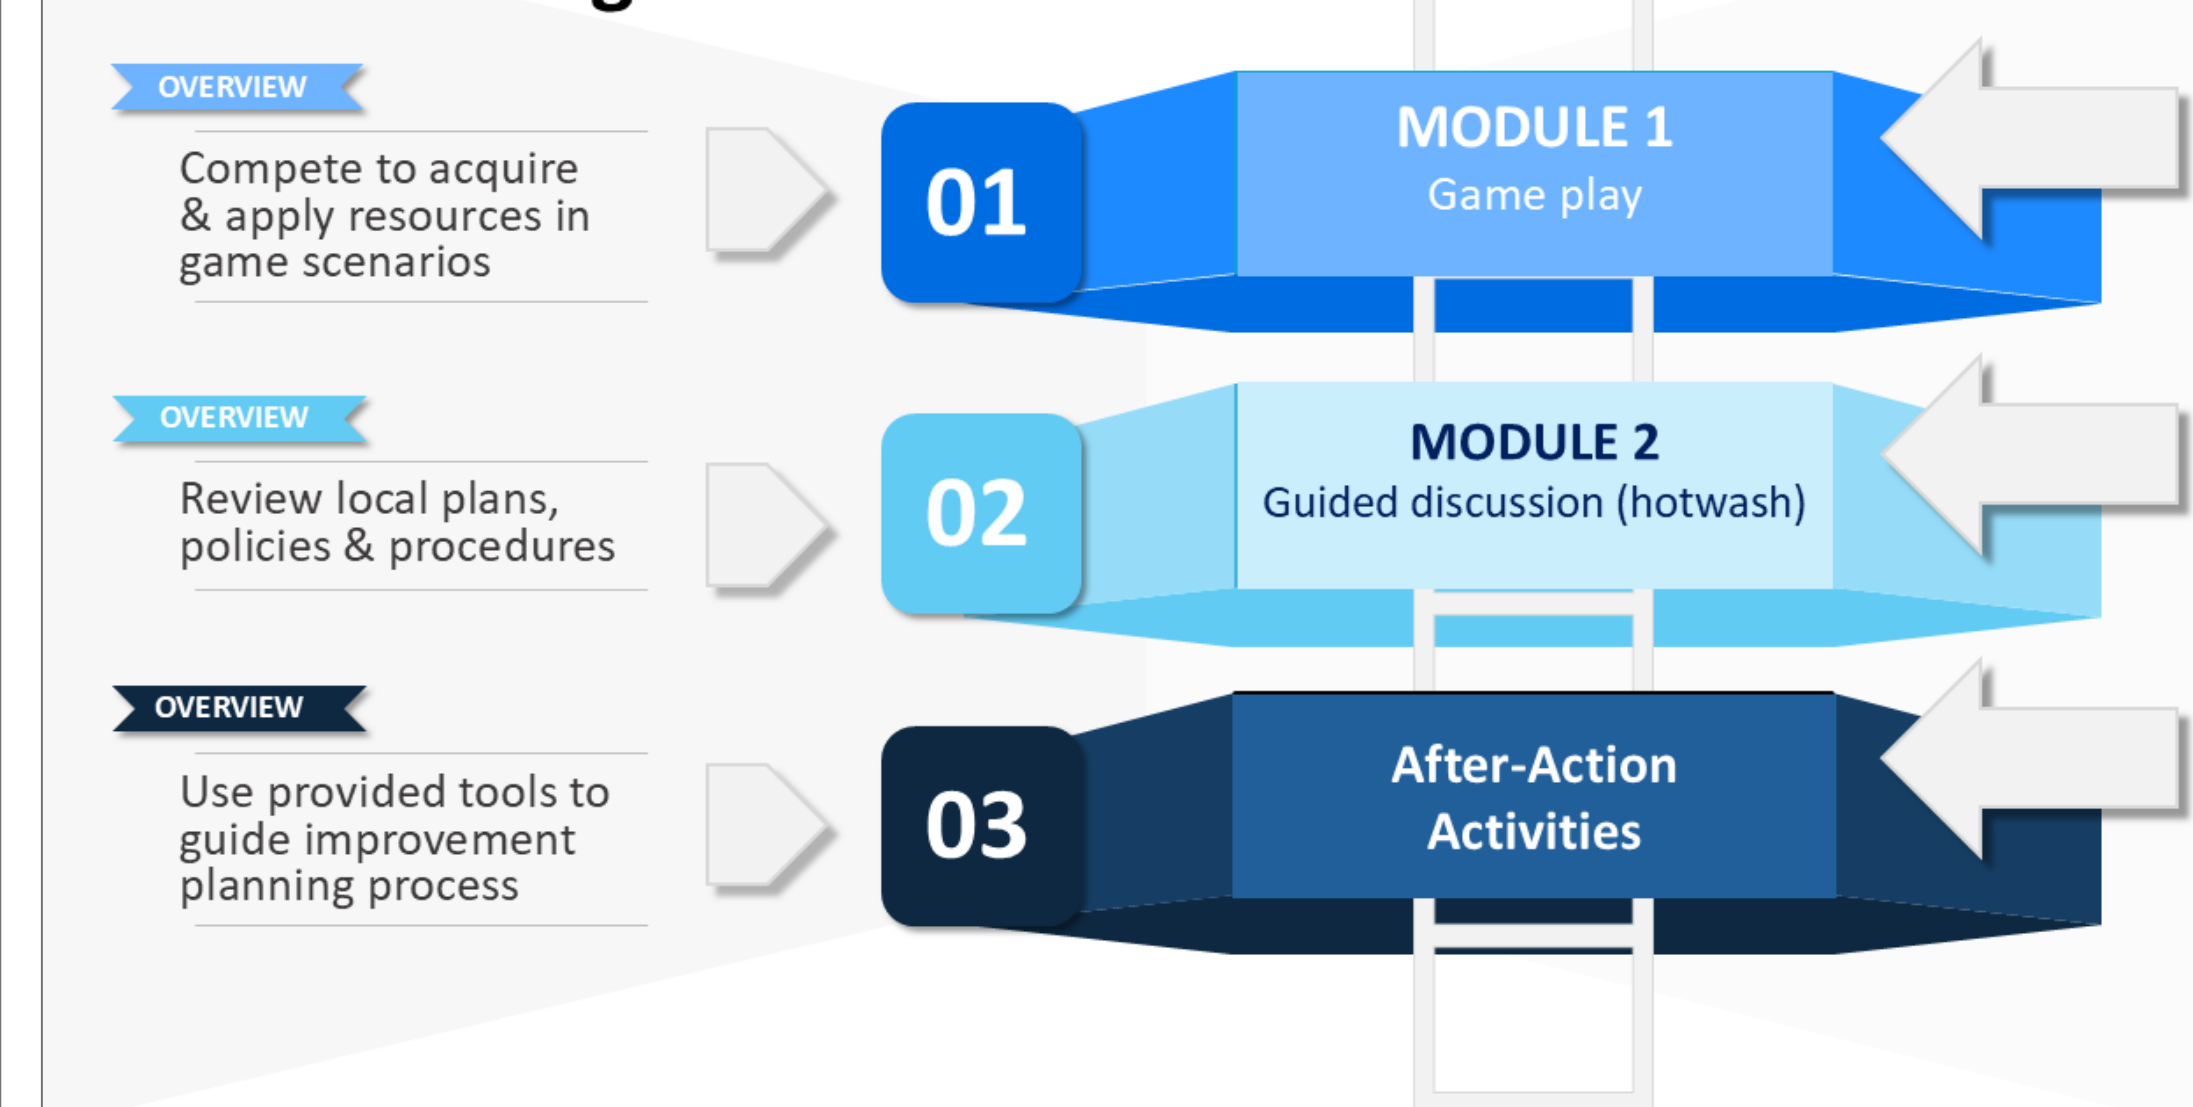 OVERVIEW
Compete to acquire
& apply resources in
game scenarios
01
MODULE 1
Game play
OVERVIEW
Review local plans,
policies & procedures
02
MODULE 2
Guided discussion (hotwash)
OVERVIEW
Use provided tools to
guide improvement
planning process
03
After-Action
Activities